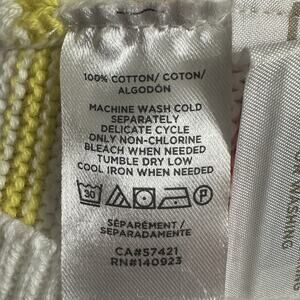 100% COTTON/ COTON/
ALGODÓN
MACHINE WASH COLD
SEPARATELY
DELICATE CYCLE
ONLY NON-CHLORINE
BLEACH WHEN NEEDED
TUMBLE DRY LOW
COOL IRON WHEN NEEDED
30
SÉPARÉMENT /
SEPARADAMENTE
CA#57421
RN#140923
WASHING